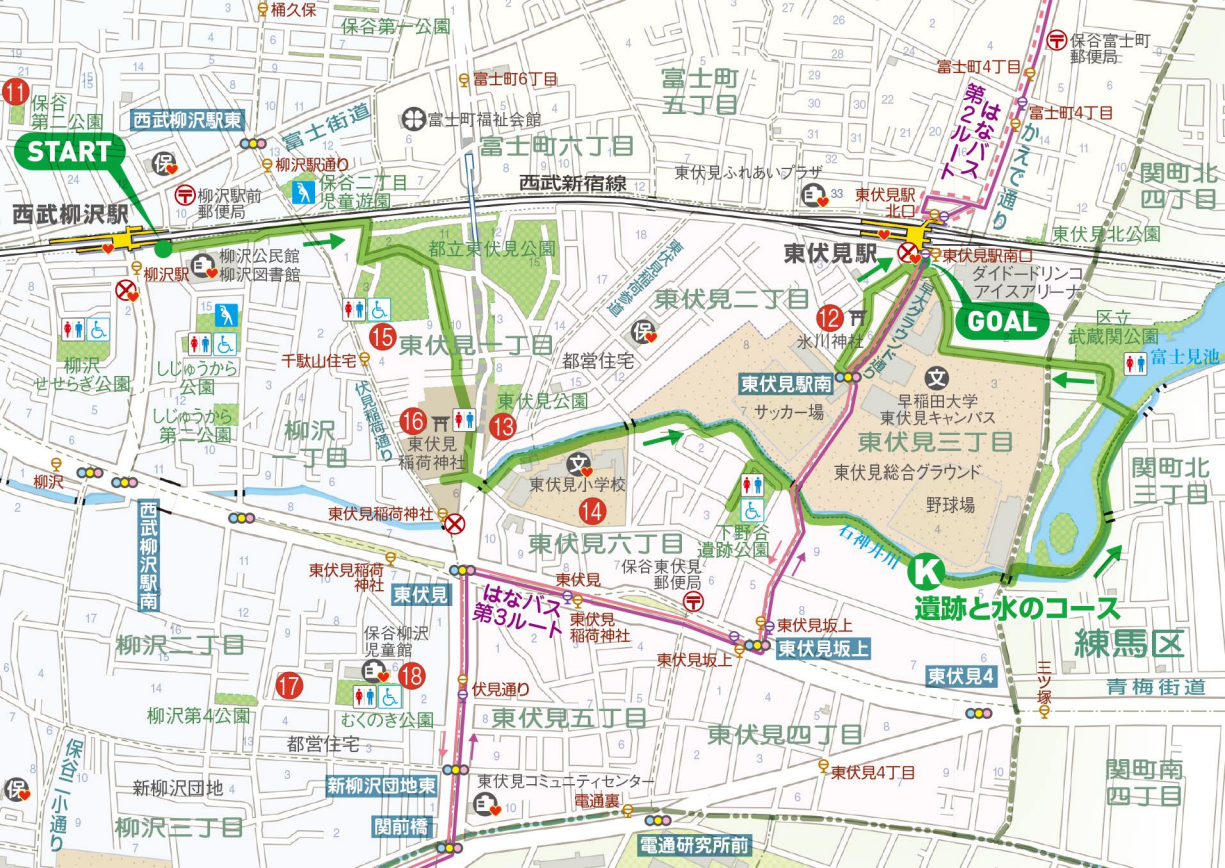 桶久保
保谷第一公園
保谷富士町
郵便局
富士町6丁目
富士町4丁目
富士町
五丁目
11
保谷
第二公園
西武柳沢駅東
富士街道
富士町福祉会館
はなバス
第2ルート
富士町4丁目
かえで通り
START
保
柳沢駅通り
富士町六丁目
関町北
四丁目
西武新宿線
東伏見ふれあいプラザ
保谷二丁目
児童遊園
柳沢駅前
郵便局
33
東伏見駅
北口
西武柳沢駅
東伏見北公園
都立東伏見公園
東伏見稲荷参道
東伏見駅
東伏見駅南口
柳沢公民館
柳沢図書館
柳沢駅
ダイドードリンコ
アイスアリーナ
東伏見二丁目
早大グラウンド通り
GOAL
区立
武蔵関公園
12
氷川神社
15
東伏見一丁目
保
都営住宅
千駄山住宅
富士見池
柳沢
せせらぎ公園
しじゅうから
公園
東伏見駅南
文
早稲田大学
東伏見キャンパス
伏見稲荷通り
東伏見公園
サッカー場
しじゅうから
第二公園
16
13
東伏見
稲荷神社
柳沢
一丁目
東伏見三丁目
文
東伏見小学校
東伏見総合グラウンド
関町北
三丁目
柳沢
野球場
14
東伏見稲荷神社
西武柳沢駅南
下野谷
遺跡公園
石神井川
東伏見六丁目
保谷東伏見
郵便局
東伏見稲荷
神社
K
東伏見
東伏見
はなバス
第3ルート
遺跡と水のコース
東伏見
稲荷神社
東伏見坂上
保谷柳沢
児童館
柳沢二丁目
東伏見坂上
東伏見坂上
練馬区
東伏見4
三ツ塚
17
18
青梅街道
伏見通り
柳沢第4公園
むくのき公園
東伏見五丁目
東伏見四丁目
都営住宅
保谷二小通り
新柳沢団地
新柳沢団地東
東伏見コミュニティセンター
東伏見4丁目
関町南
四丁目
保
電通裏
柳沢三丁目
関前橋
電通研究所前